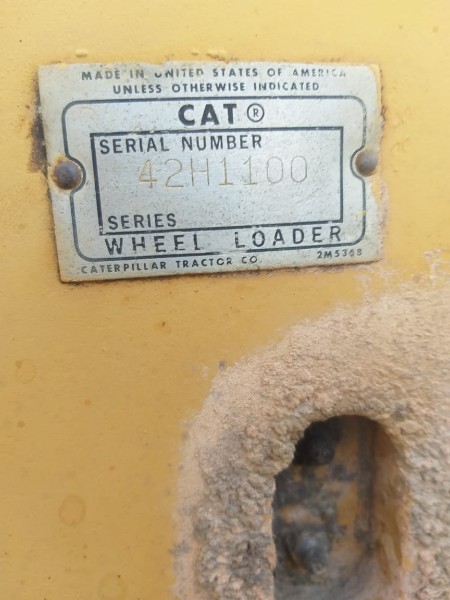 MADE IN UNITED STATES OF AMERICA
UNLESS OTHERWISE INDICATED
CAT®
SERIAL NUMBER
42H1100
SERIES
WHEEL LOADER
CATERPILLAR TRACTOR CO. 2M5368